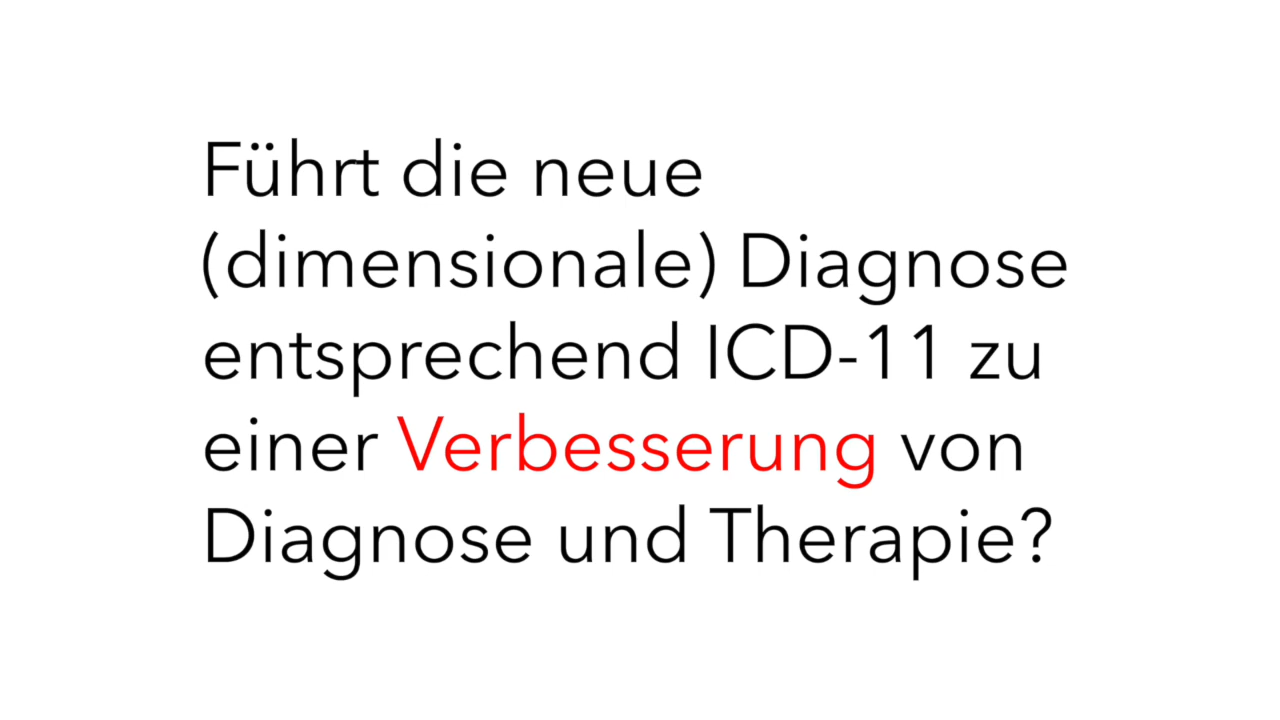 Führt die neue
(dimensionale) Diagnose
entsprechend ICD-11 zu
einer Verbesserung von
Diagnose und Therapie?